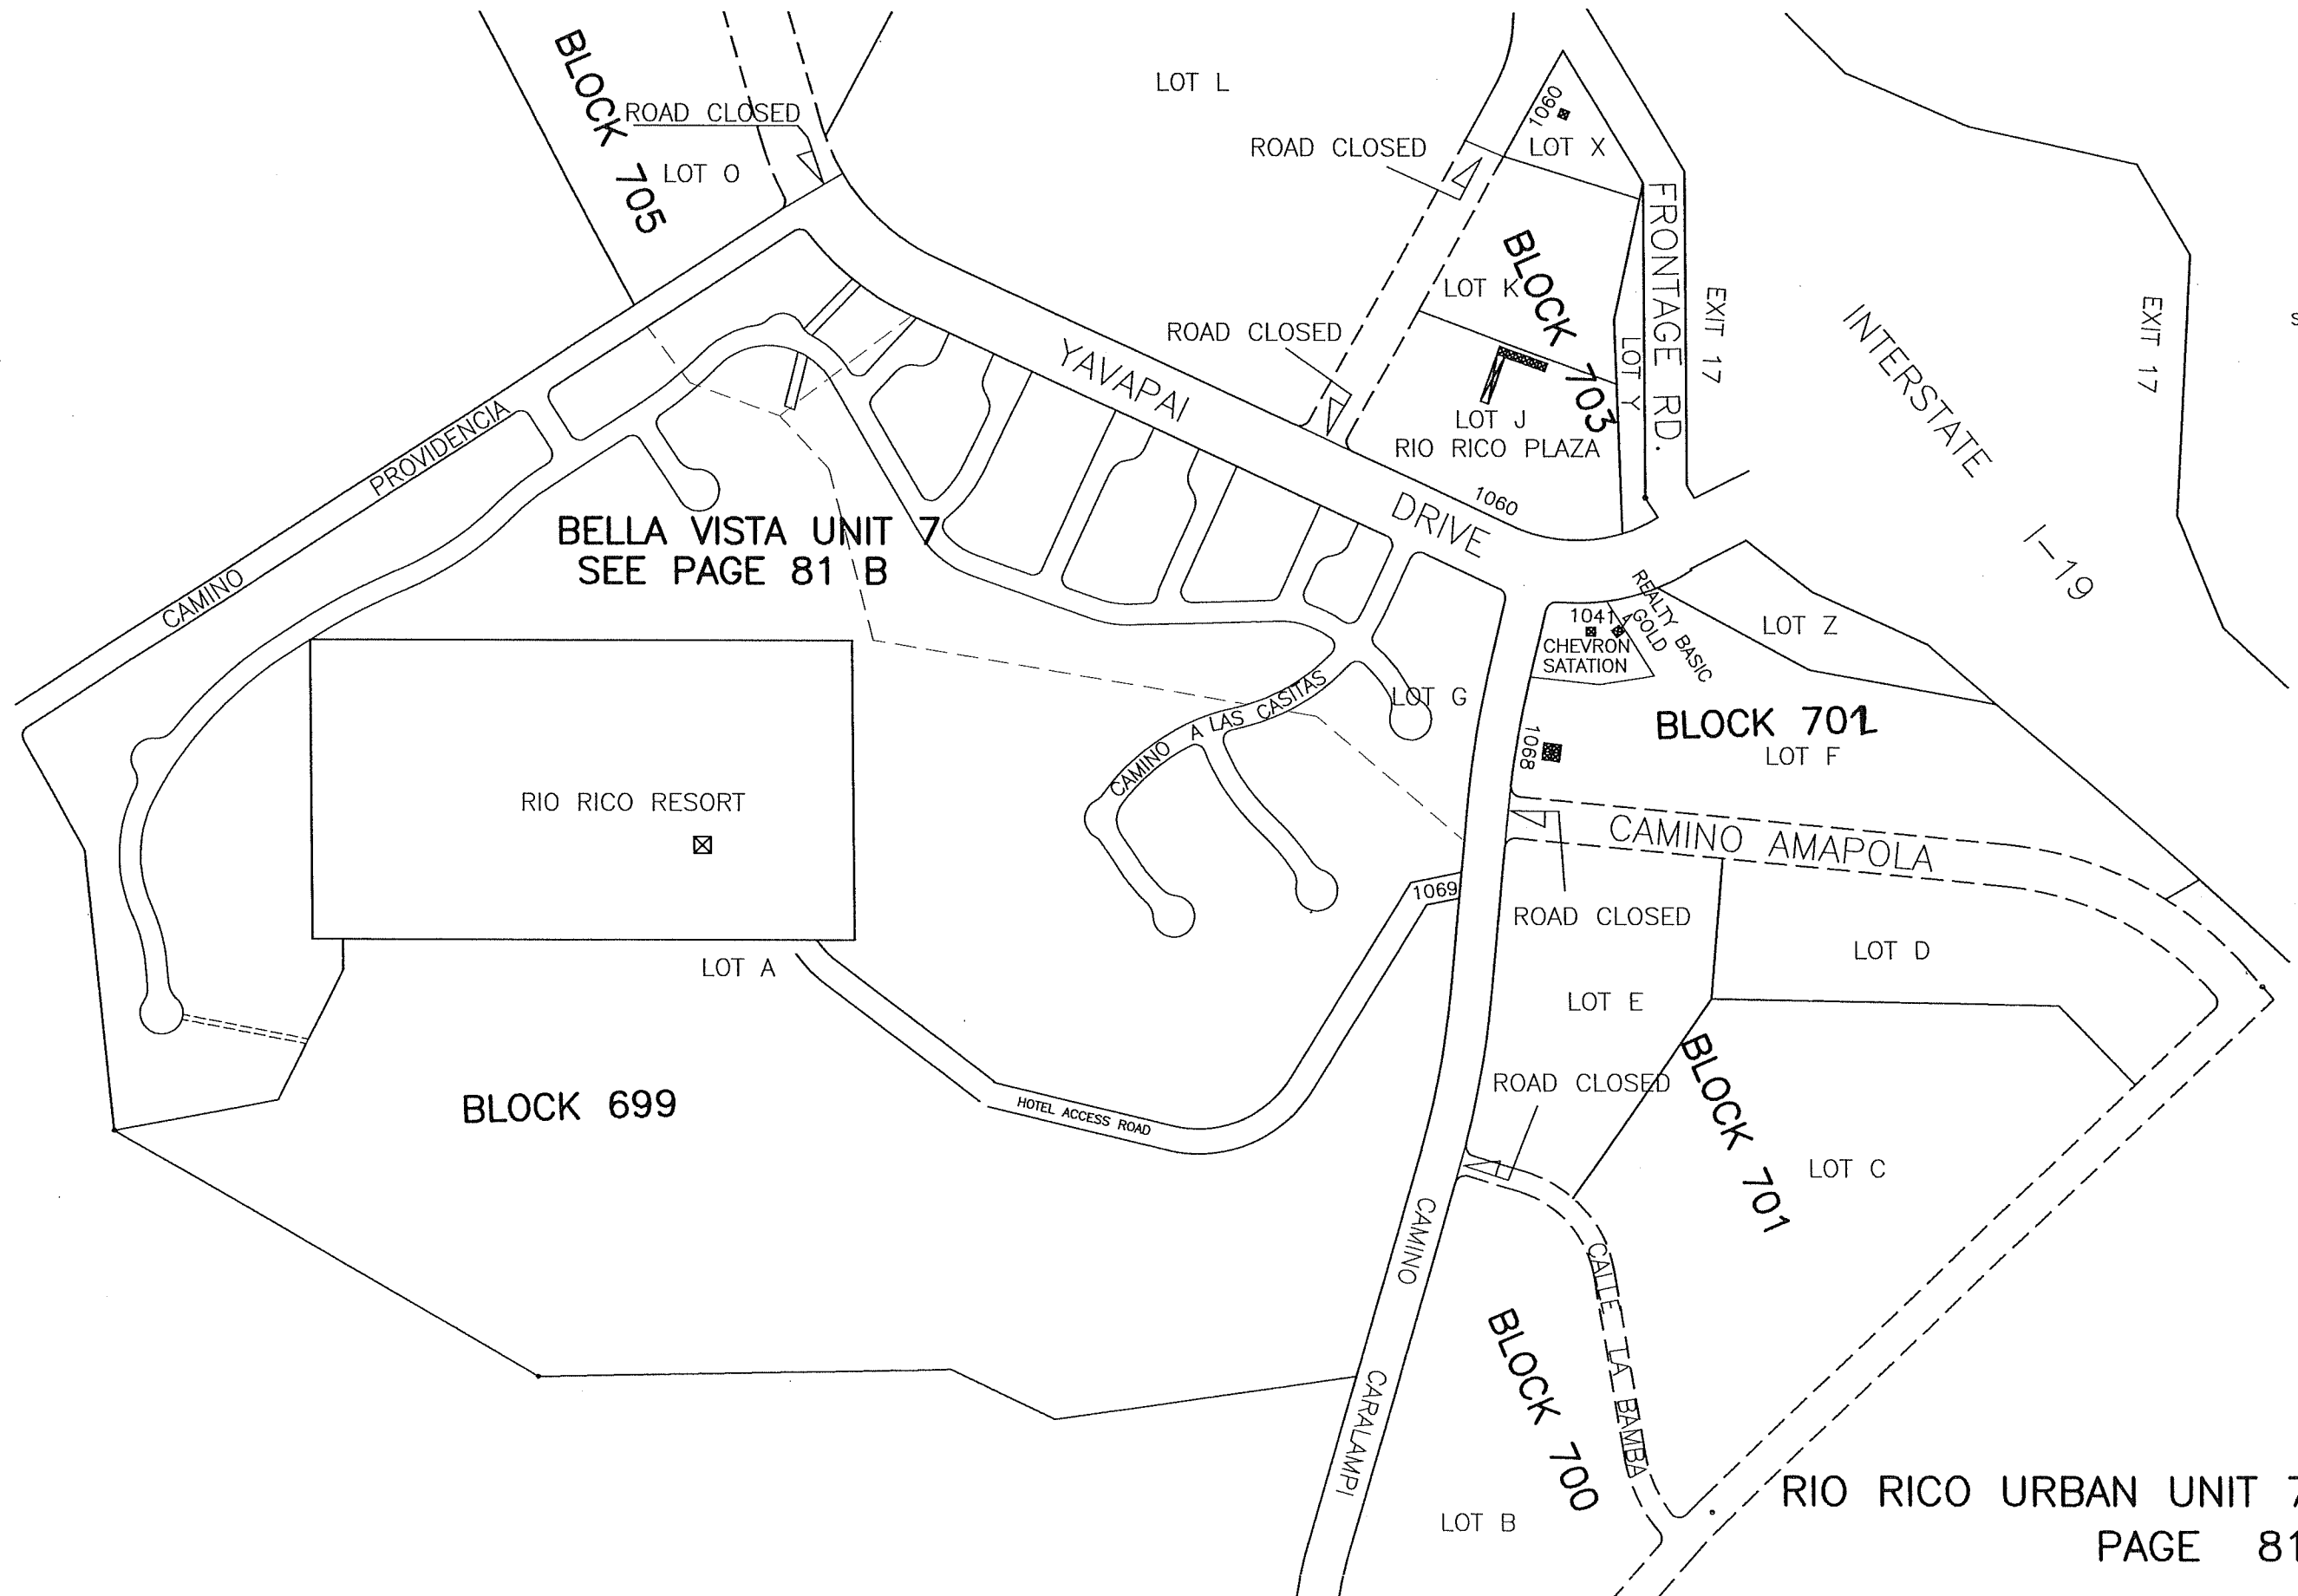 BLOCK 705
ROAD CLOSED
LOT O
LOT L
ROAD CLOSED
1060
LOT X
FRONTAGE RD.
BLOCK 703
LOT K
ROAD CLOSED
LOT Y
EXIT 17
INTERSTATE I-19
EXIT 17
S
YAVAPAI DRIVE
LOT J
RIO RICO PLAZA
1060
CAMINO PROVIDENCIA
BELLA VISTA UNIT 7
SEE PAGE 81 B
1041
CHEVRON
SATATION
REALTY BASIC
GOLD
LOT Z
LOT G
CAMINO A LAS CASITAS
1068
BLOCK 701
LOT F
RIO RICO RESORT
CAMINO AMAPOLA
1069
ROAD CLOSED
LOT D
LOT A
LOT E
BLOCK 699
HOTEL ACCESS ROAD
ROAD CLOSED
BLOCK 701
LOT C
CAMINO CARALAMPI
CALLE LA BAMBA
BLOCK 700
LOT B
RIO RICO URBAN UNIT 7
PAGE 81